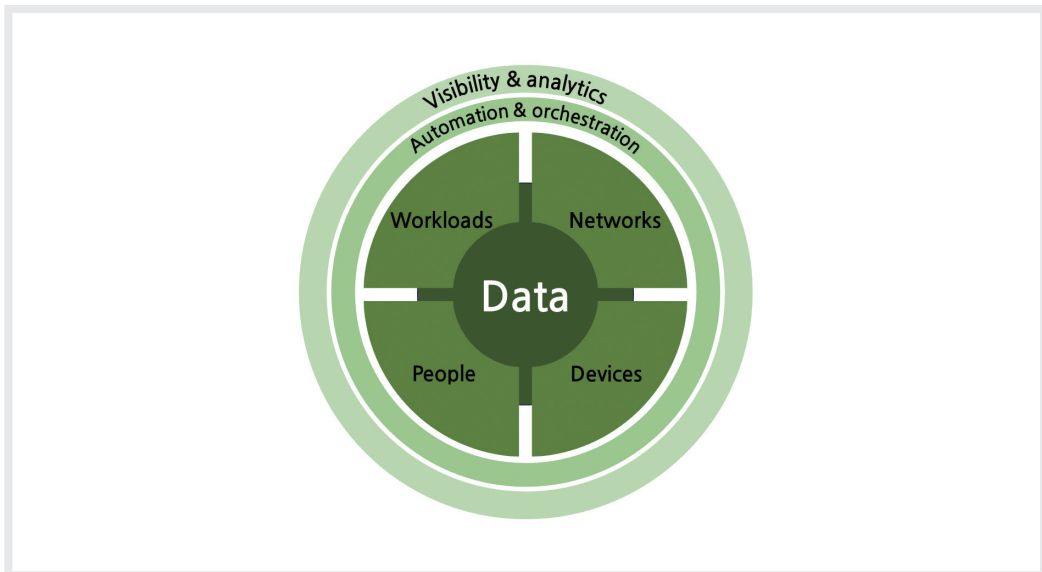 Visibility & analytics
Automation & orchestration
Workloads
Networks
Data
People
Devices